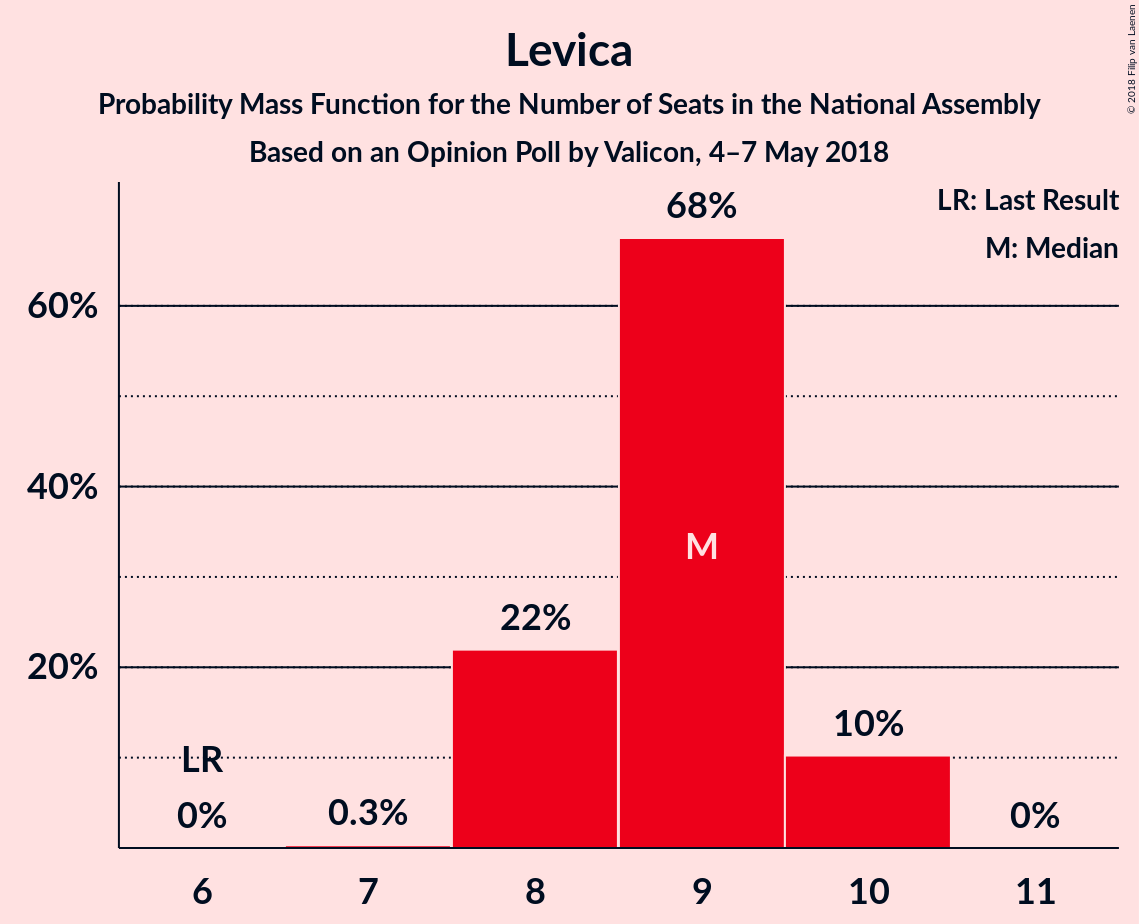 Levica
Probability Mass Function for the Number of Seats in the National Assembly
Based on an Opinion Poll by Valicon, 4–7 May 2018
© 2018 Filip van Laenen
LR: Last Result
M: Median
68%
60%
40%
M
22%
20%
10%
LR
0%
0.3%
0%
6 7 8 9 10 11